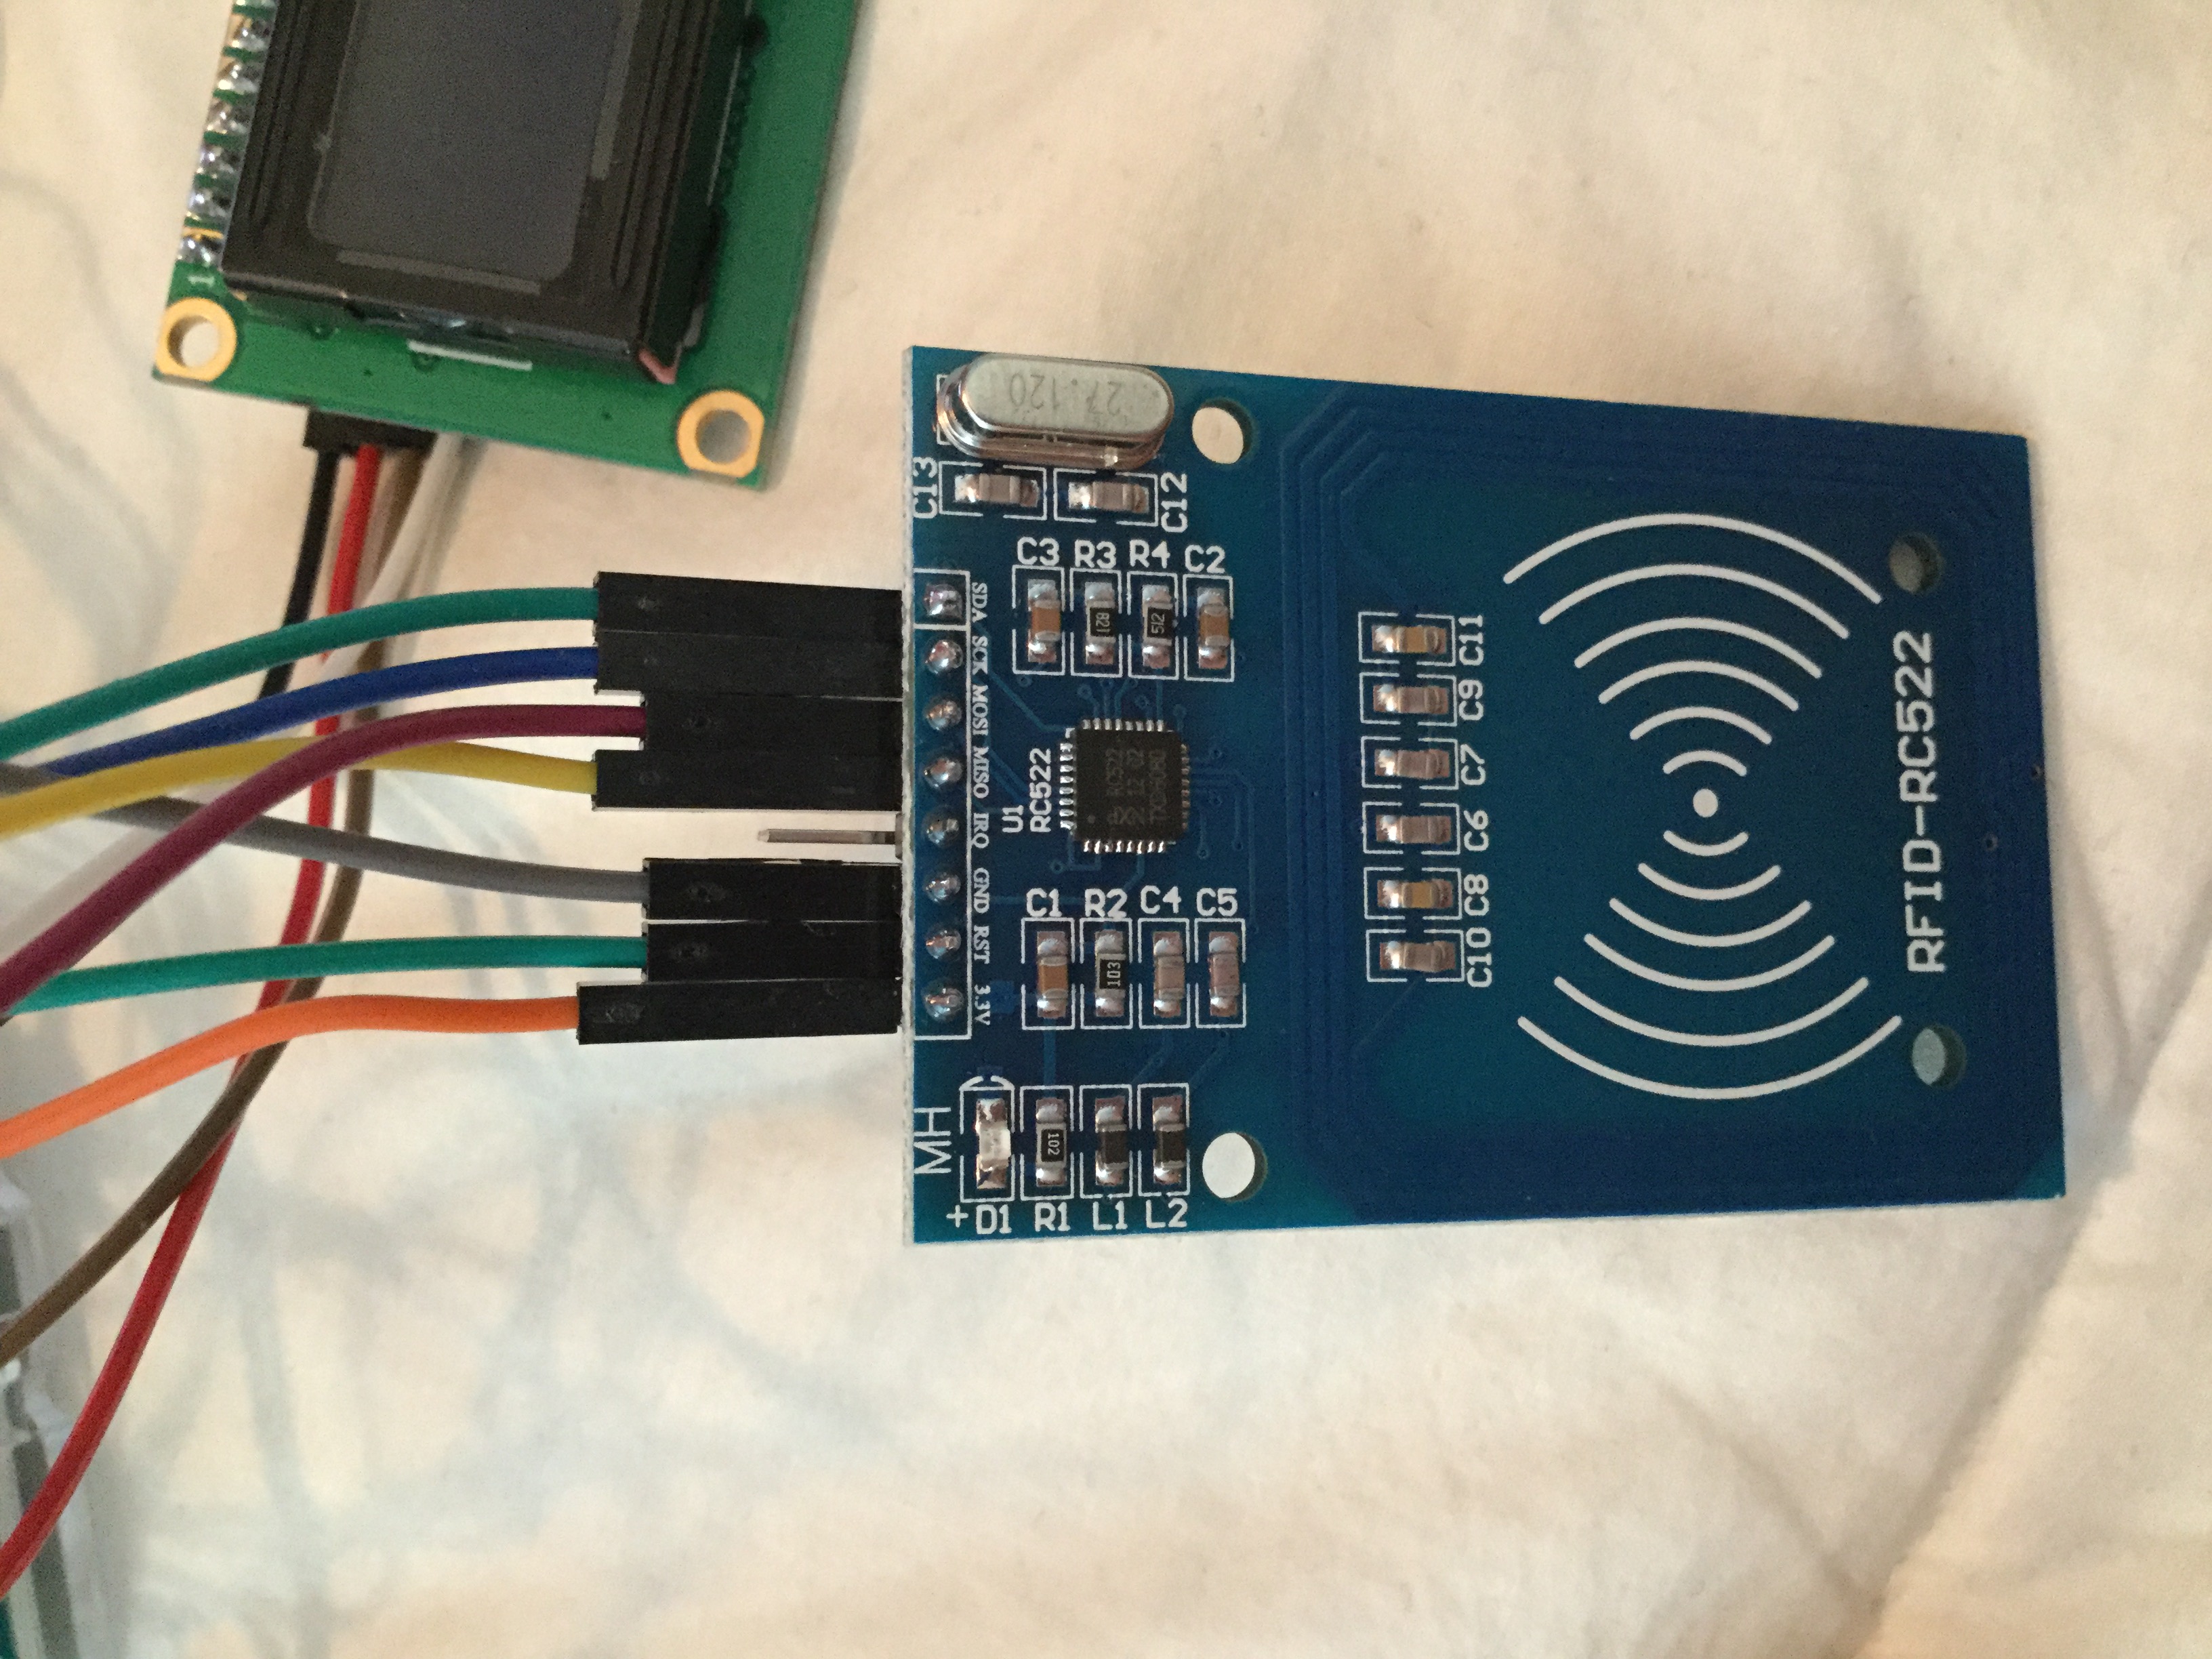 1
MH
C13
+D1
3.3V RST GND IRQ MISO MOSI SCK SDA
U1
RC522
R1
102
C1
C3
27.120
L1
R2
103
R3
821
L2
C4
R4
512
C12
C5
C2
RC522
C10 C8 C6 C7 C9 C11
RFID-RC522